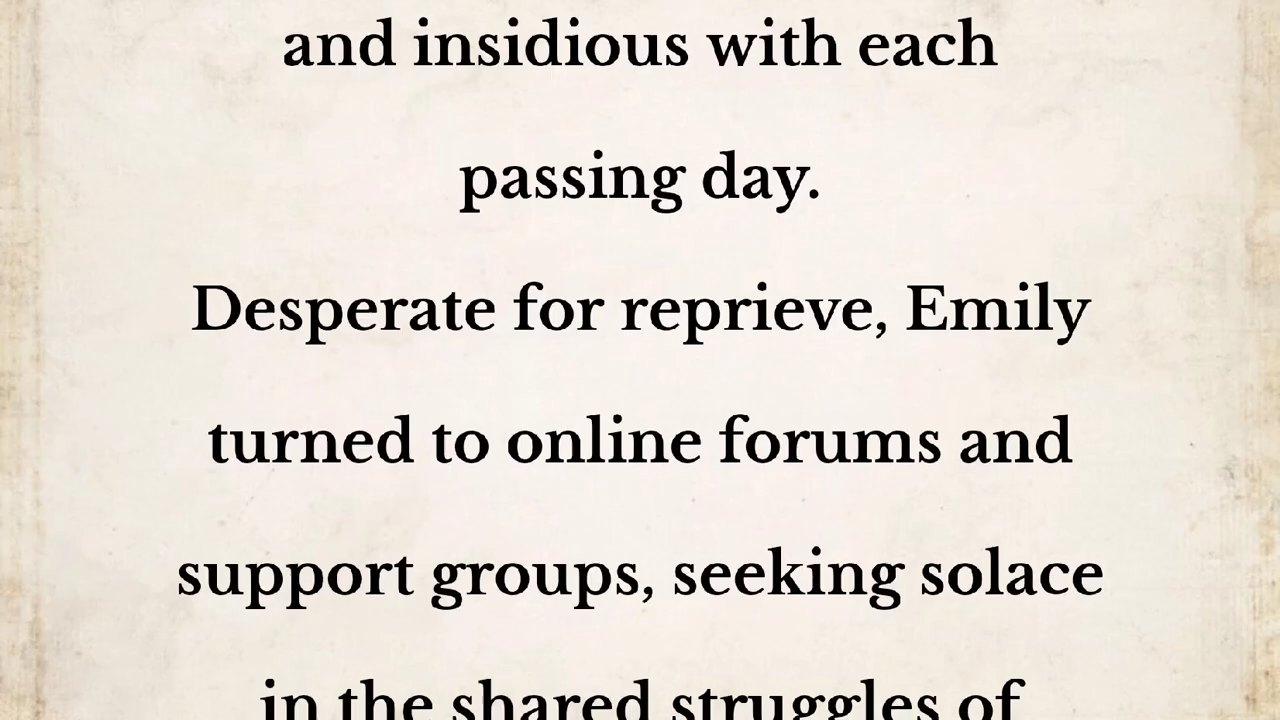 and insidious with each
passing day.
Desperate for reprieve, Emily
turned to online forums and
support groups, seeking solace
in the shared struggles of